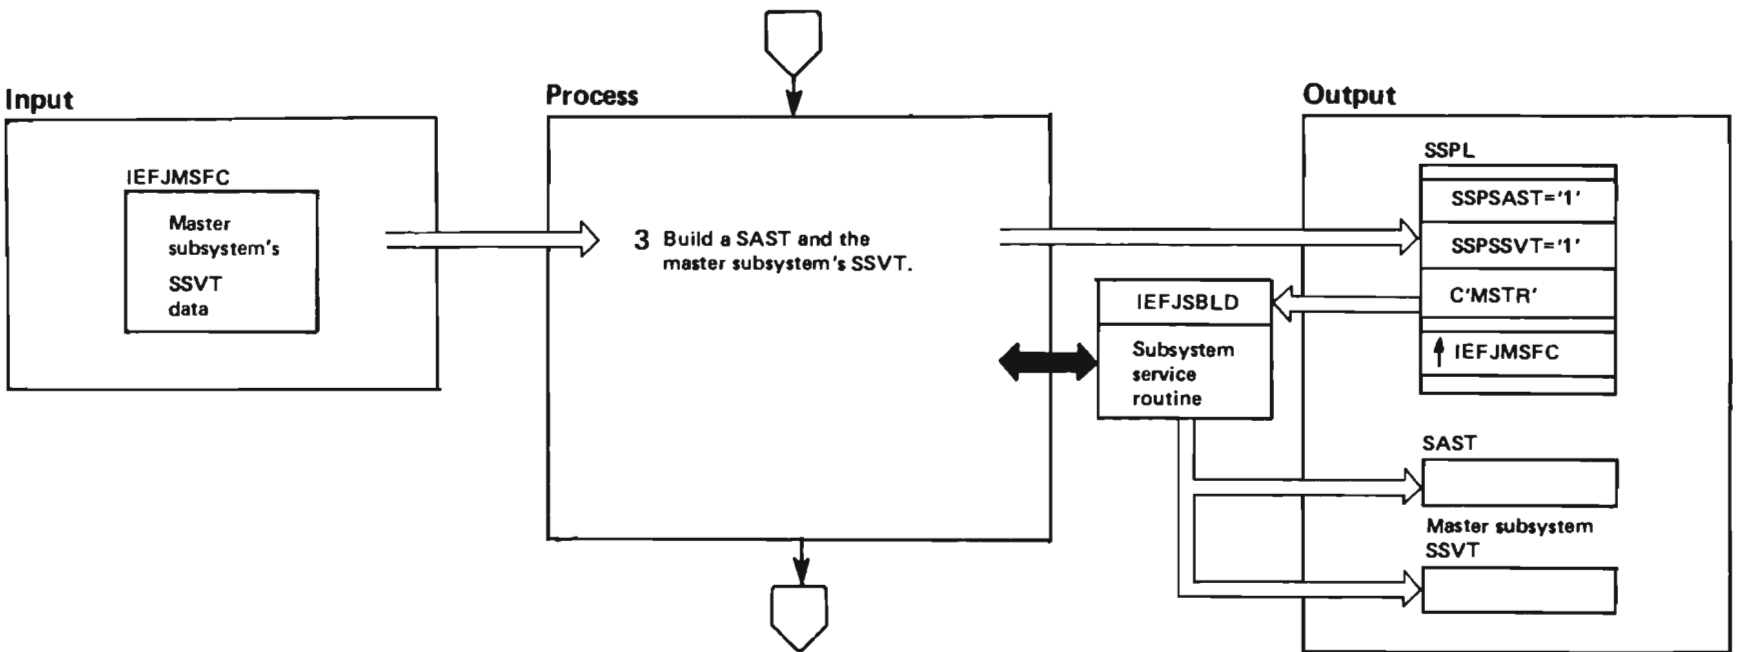 Input
IEFJMSFC
Master
subsystem's
SSVT
data
Process
3 Build a SAST and the
master subsystem's SSVT.
IEFJSBLD
Subsystem
service
routine
Output
SSPL
SSPSAST='1'
SSPSSVT='1'
C'MSTR'
IEFJMSFC
SAST
Master subsystem
SSVT